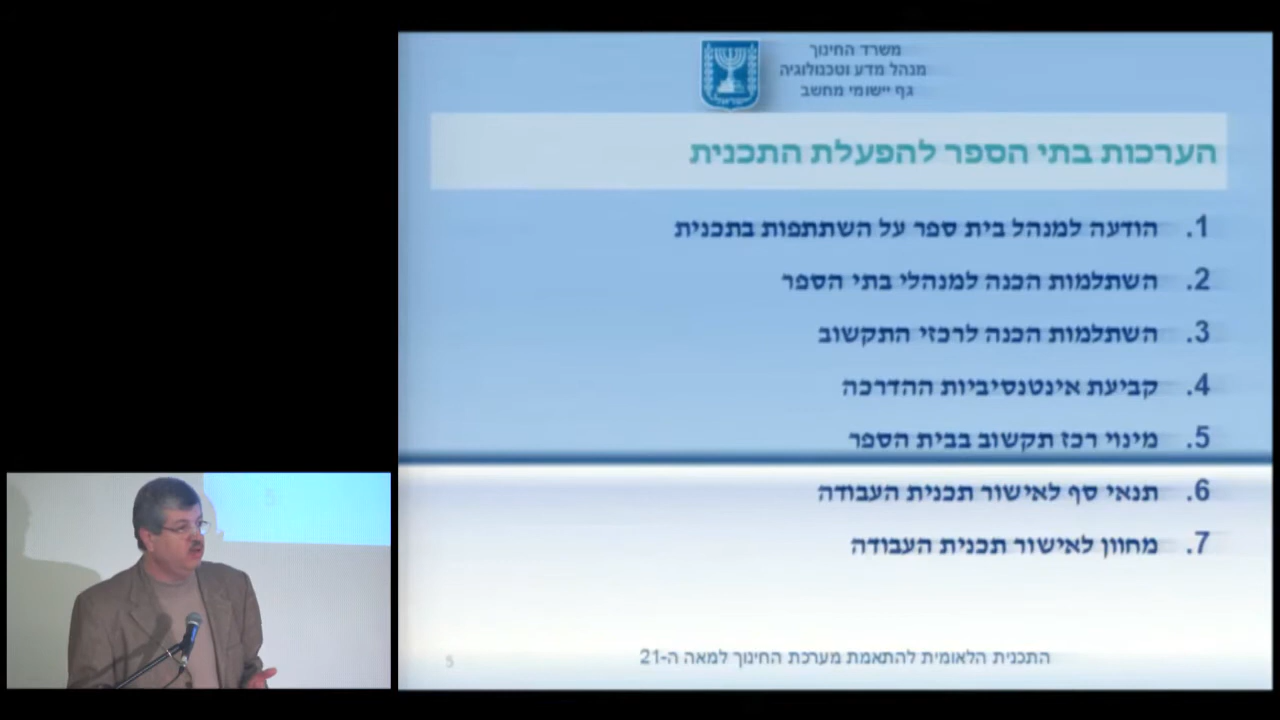 משרד החינוך
מנהל מדע וטכנולוגיה
גף יישומי מחשב
הערכות בתי הספר להפעלת התכנית
1. הודעה למנהל בית ספר על השתתפות בתכנית
2. השתלמות הכנה למנהלי בתי הספר
3. השתלמות הכנה לרכזי התקשוב
4. קביעת אינטנסיביות ההדרכה
5. מינוי רכז תקשוב בבית הספר
6. תנאי סף לאישור תכנית העבודה
7. מחוון לאישור תכנית העבודה
התכנית הלאומית להתאמת מערכת החינוך למאה ה-21
5